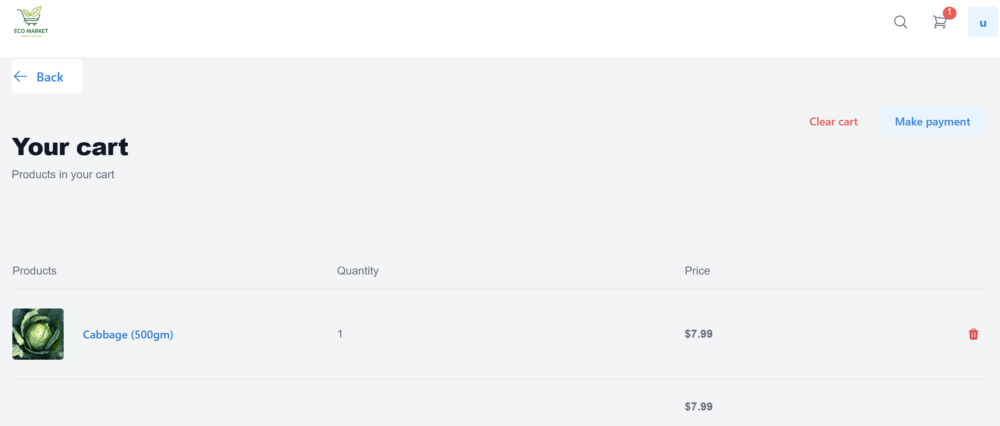 ECO MARKET
FRESH & HEALTHY
1
u
Back
Clear cart
Make payment
Your cart
Products in your cart
Products Quantity Price
Cabbage (500gm) 1 $7.99
$7.99